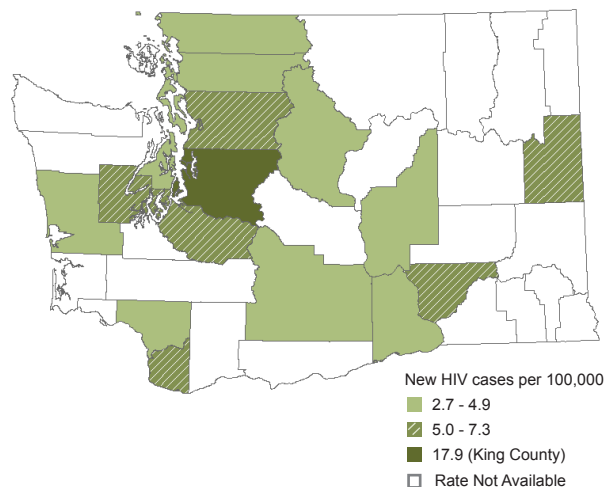 New HIV cases per 100,000
2.7 - 4.9
5.0 - 7.3
17.9 (King County)
Rate Not Available